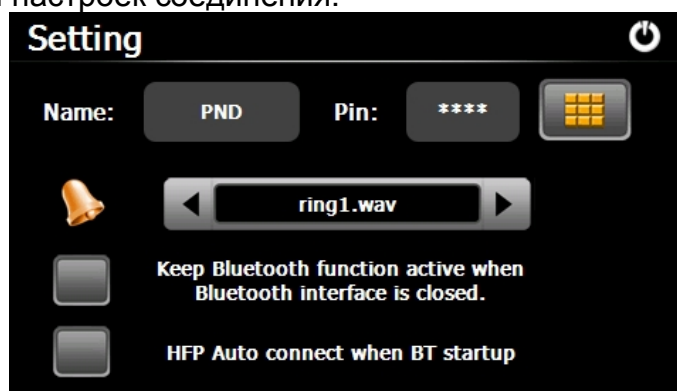 настроек соединения.
Setting
Name: PND Pin: ****
ring1.wav
Keep Bluetooth function active when
Bluetooth interface is closed.
HFP Auto connect when BT startup